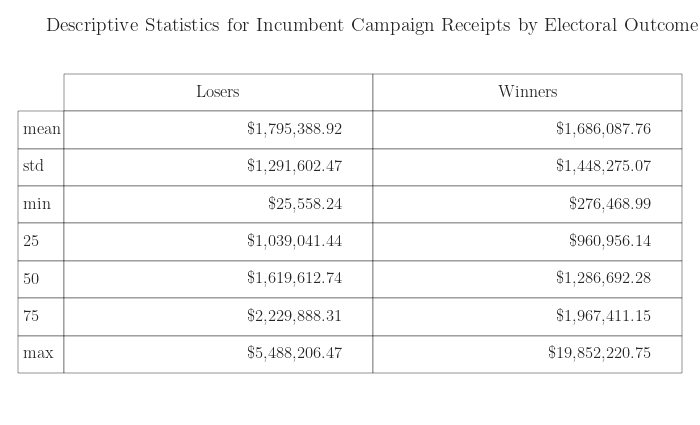 Descriptive Statistics for Incumbent Campaign Receipts by Electoral Outcome
Losers Winners
mean $1,795,388.92 $1,686,087.76
std $1,291,602.47 $1,448,275.07
min $25,558.24 $276,468.99
25 $1,039,041.44 $960,956.14
50 $1,619,612.74 $1,286,692.28
75 $2,229,888.31 $1,967,411.15
max $5,488,206.47 $19,852,220.75